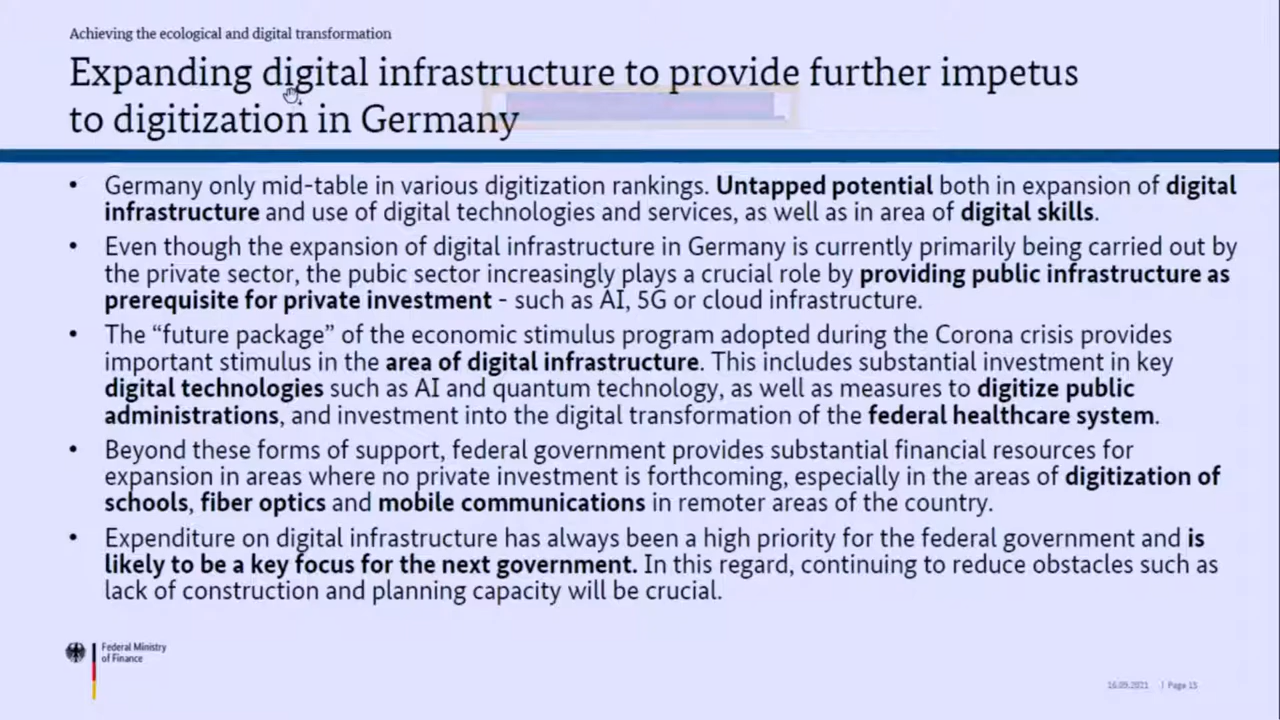 Achieving the ecological and digital transformation
Expanding digital infrastructure to provide further impetus
to digitization in Germany
• Germany only mid-table in various digitization rankings. Untapped potential both in expansion of digital
infrastructure and use of digital technologies and services, as well as in area of digital skills.
• Even though the expansion of digital infrastructure in Germany is currently primarily being carried out by
the private sector, the pubic sector increasingly plays a crucial role by providing public infrastructure as
prerequisite for private investment - such as AI, 5G or cloud infrastructure.
• The “future package” of the economic stimulus program adopted during the Corona crisis provides
important stimulus in the area of digital infrastructure. This includes substantial investment in key
digital technologies such as AI and quantum technology, as well as measures to digitize public
administrations, and investment into the digital transformation of the federal healthcare system.
• Beyond these forms of support, federal government provides substantial financial resources for
expansion in areas where no private investment is forthcoming, especially in the areas of digitization of
schools, fiber optics and mobile communications in remoter areas of the country.
• Expenditure on digital infrastructure has always been a high priority for the federal government and is
likely to be a key focus for the next government. In this regard, continuing to reduce obstacles such as
lack of construction and planning capacity will be crucial.
Federal Ministry
of Finance
16.09.2021 | Page 15